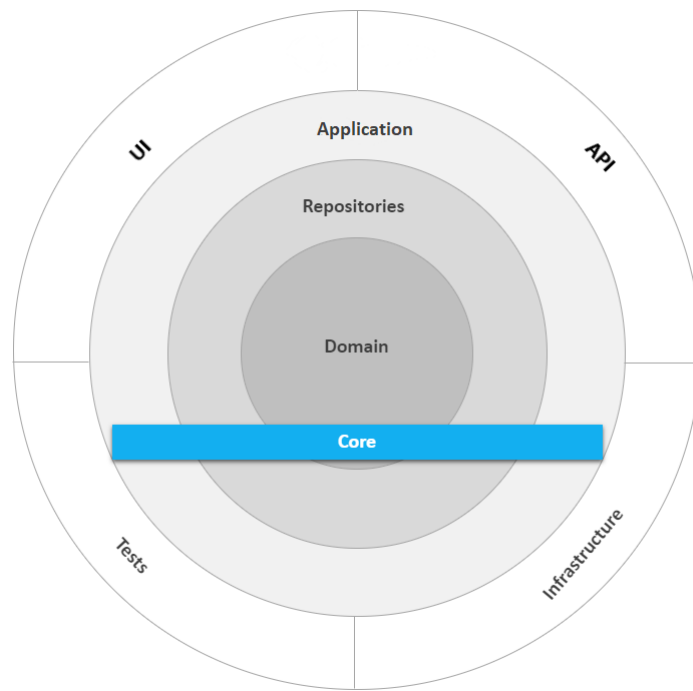 Application
UI
API
Repositories
Domain
Core
Tests
Infrastructure